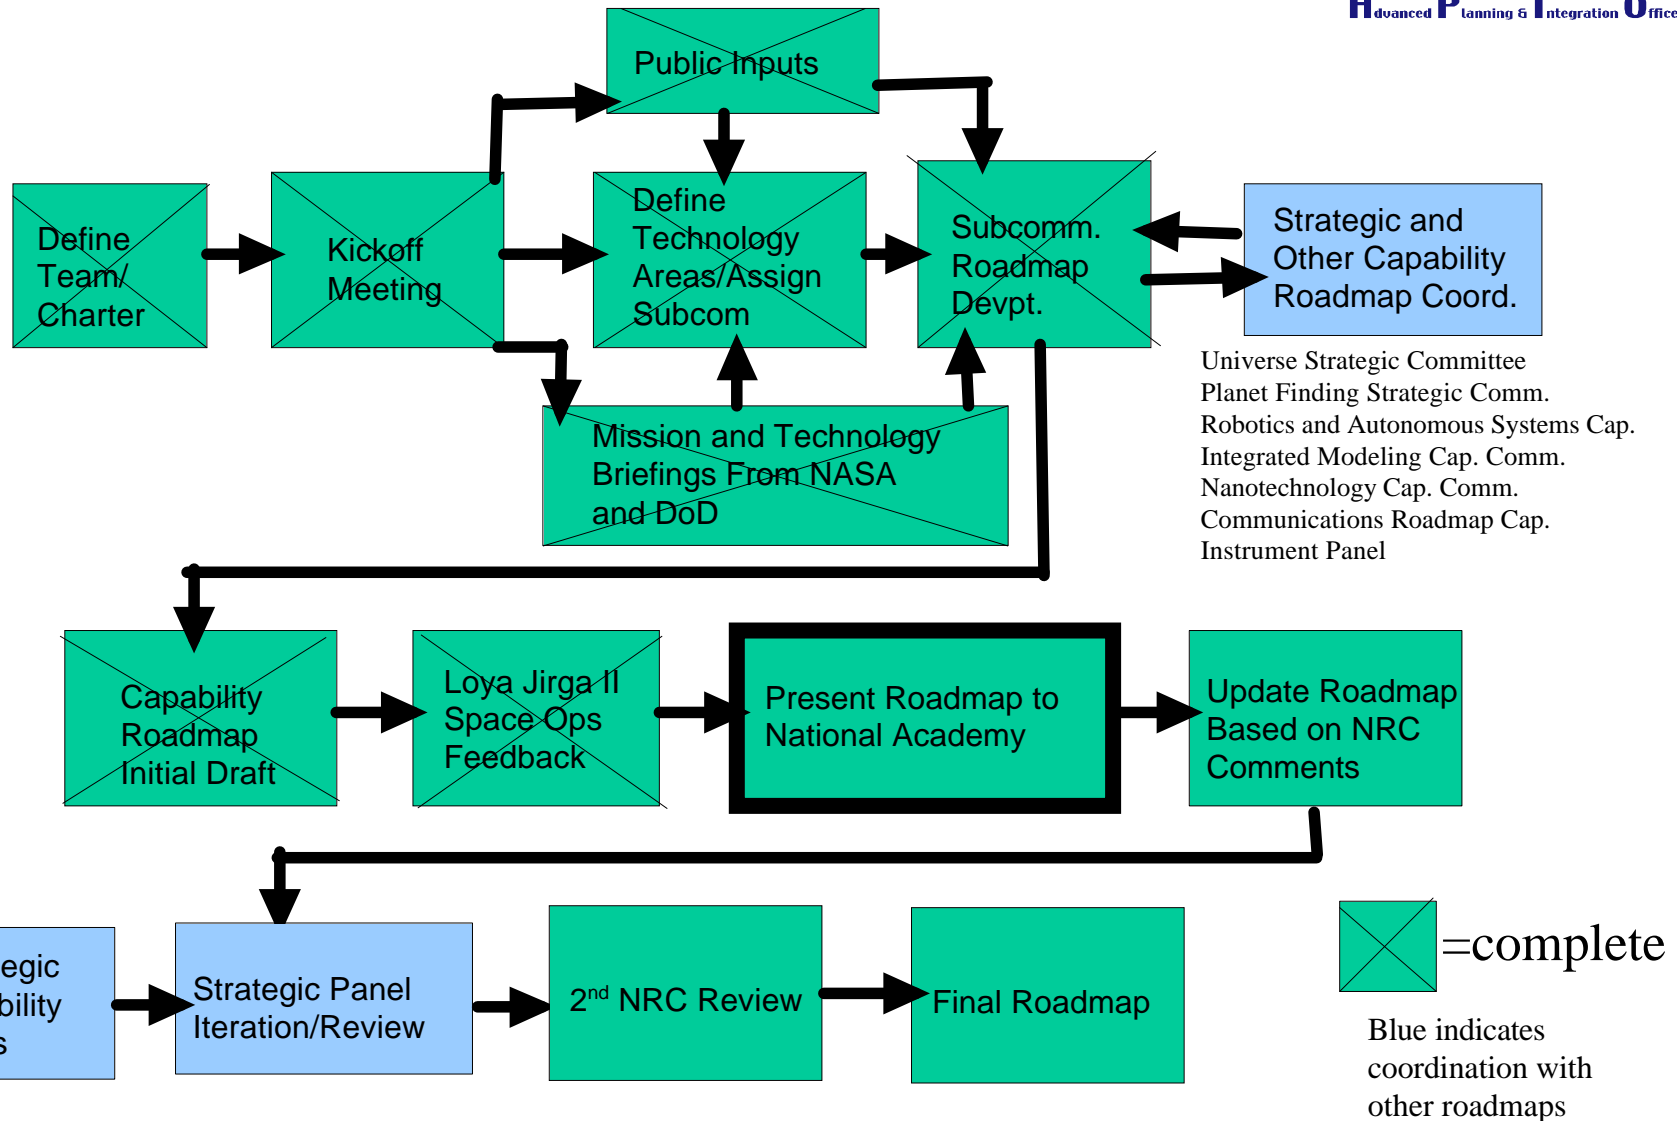 Advanced Planning & Integration Office
Public Inputs
Define
Team/
Charter
Kickoff
Meeting
Define
Technology
Areas/Assign
Subcom
Subcomm.
Roadmap
Devpt.
Strategic and
Other Capability
Roadmap Coord.
Mission and Technology
Briefings From NASA
and DoD
Universe Strategic Committee
Planet Finding Strategic Comm.
Robotics and Autonomous Systems Cap.
Integrated Modeling Cap. Comm.
Nanotechnology Cap. Comm.
Communications Roadmap Cap.
Instrument Panel
Capability
Roadmap
Initial Draft
Loya Jirga II
Space Ops
Feedback
Present Roadmap to
National Academy
Update Roadmap
Based on NRC
Comments
egic
bility
s
Strategic Panel
Iteration/Review
2nd NRC Review
Final Roadmap
=complete
Blue indicates
coordination with
other roadmaps